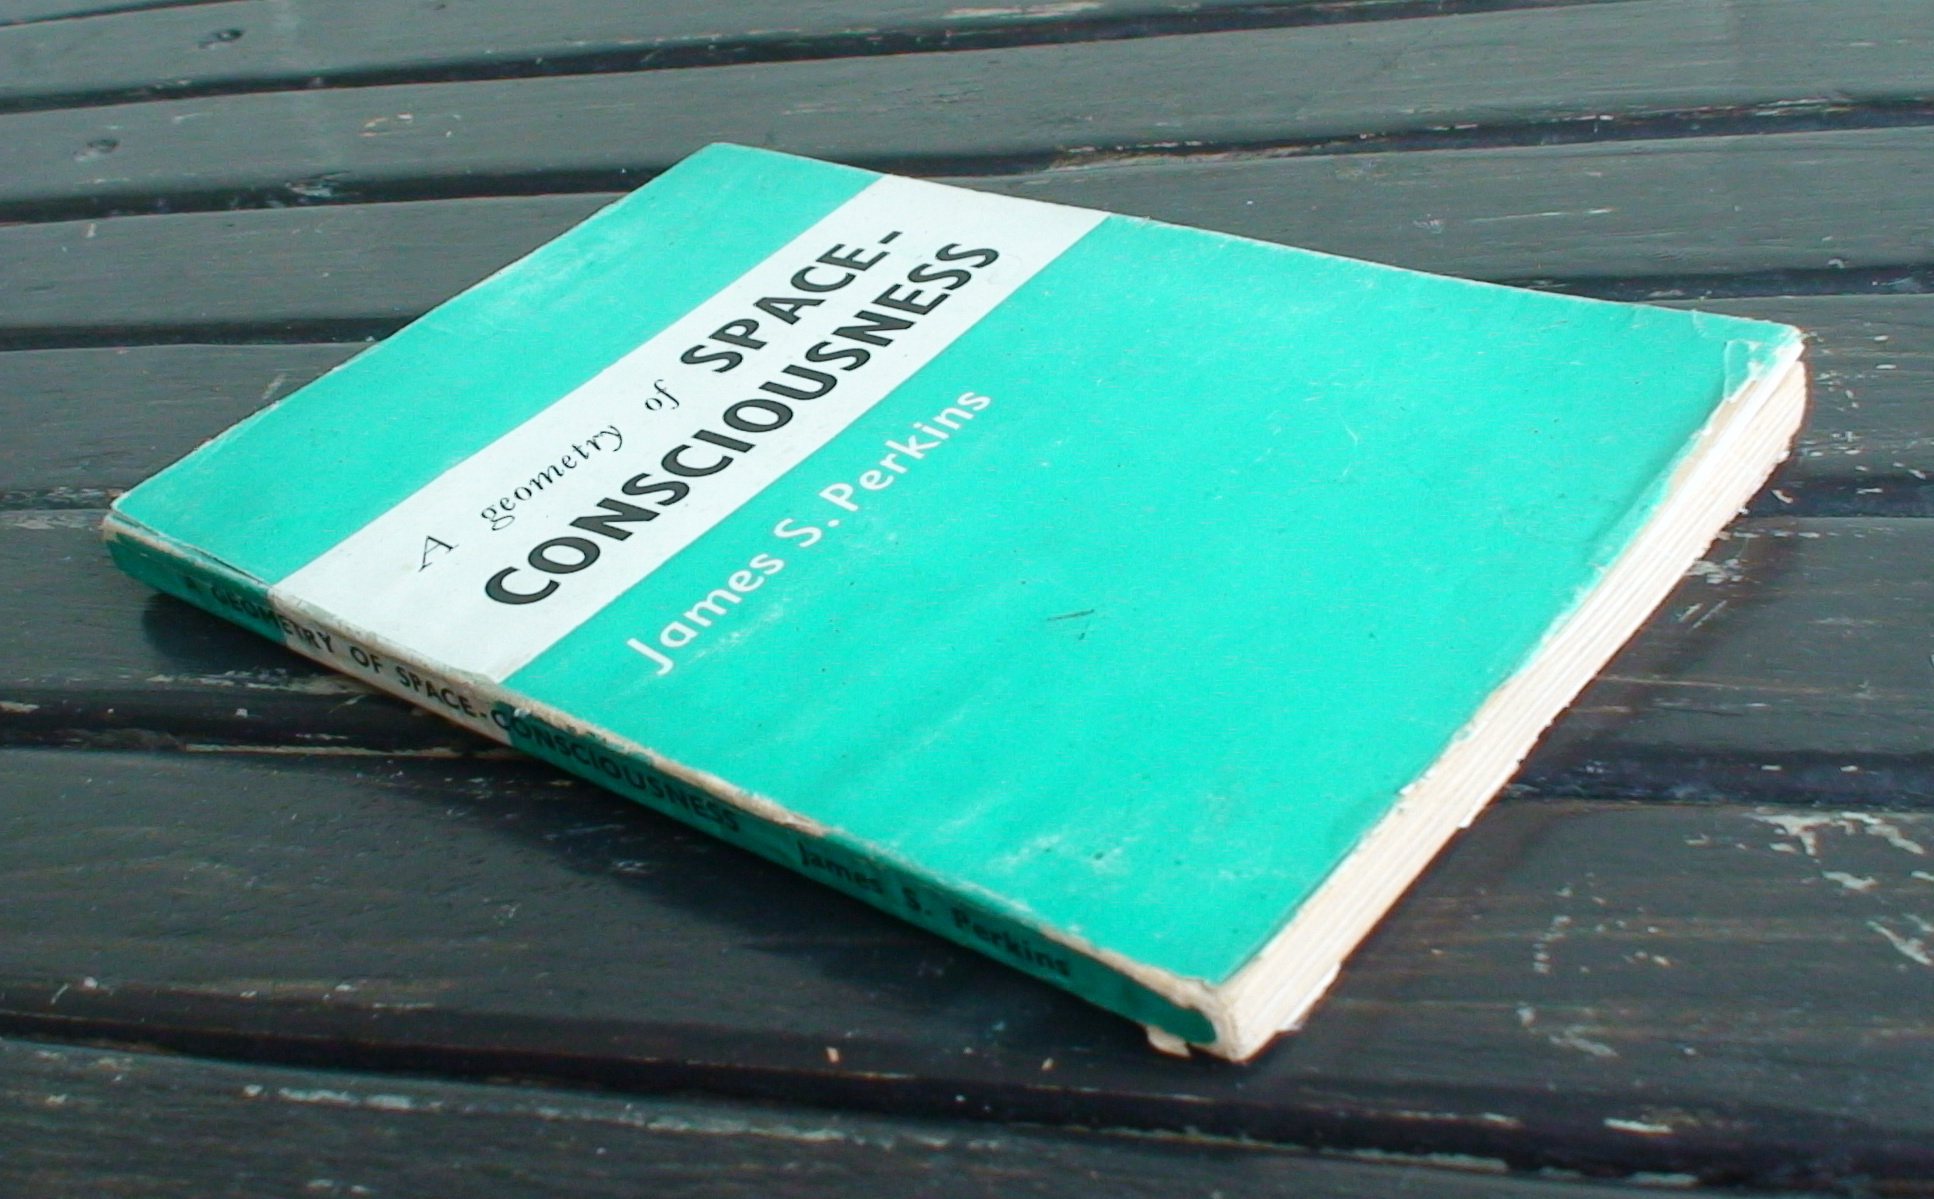 A geometry of SPACE-
CONSCIOUSNESS
James S. Perkins
A GEOMETRY OF SPACE-CONSCIOUSNESS James S. Perkins